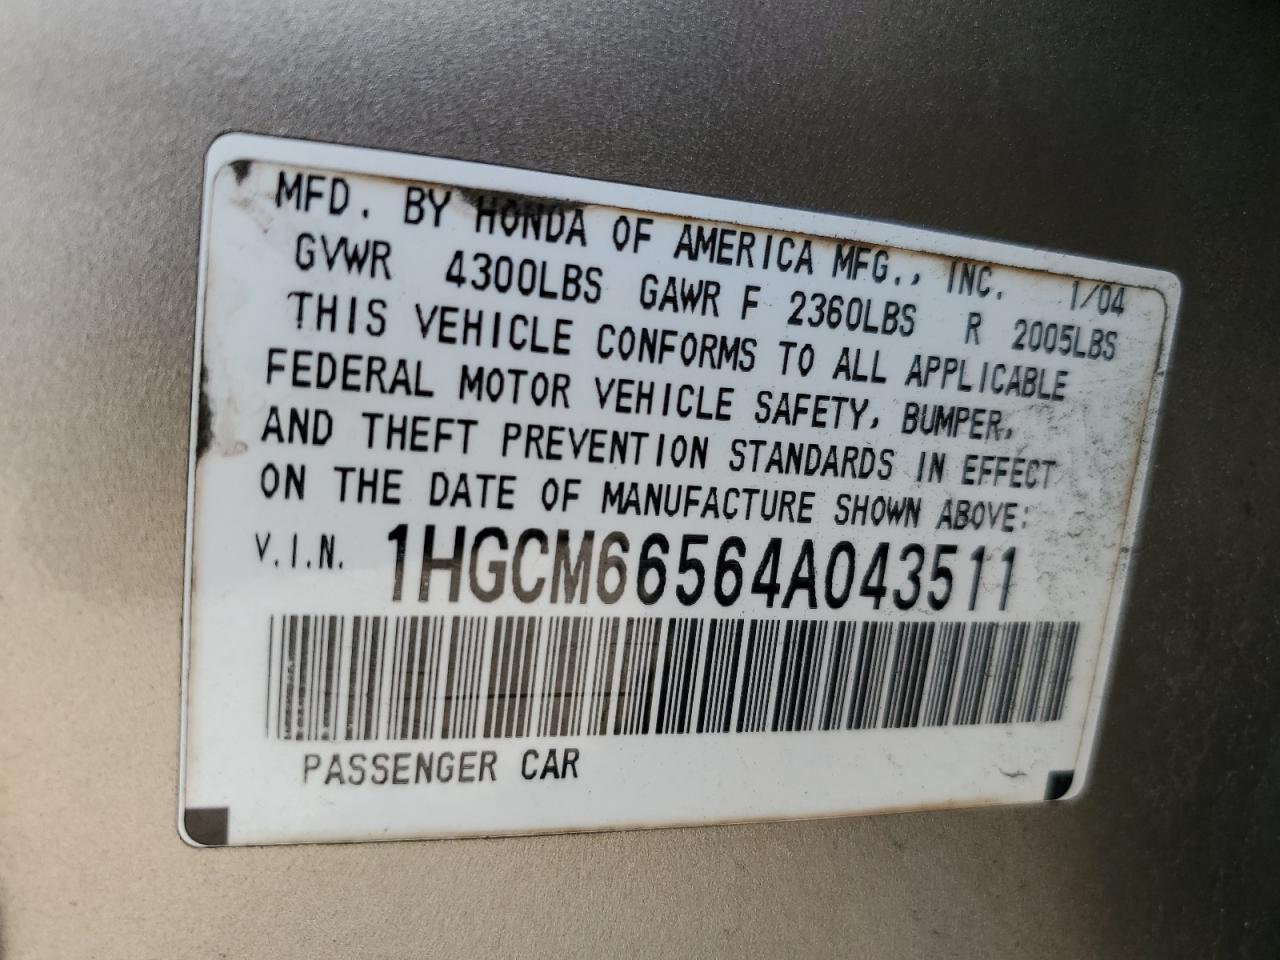 MFD. BY HONDA OF AMERICA MFG., INC. 1/04
GVWR 4300LBS GAWR F 2360LBS R 2005LBS
THIS VEHICLE CONFORMS TO ALL APPLICABLE
FEDERAL MOTOR VEHICLE SAFETY, BUMPER,
AND THEFT PREVENTION STANDARDS IN EFFECT
ON THE DATE OF MANUFACTURE SHOWN ABOVE:
V.I.N. 1HGCM66564A043511
PASSENGER CAR